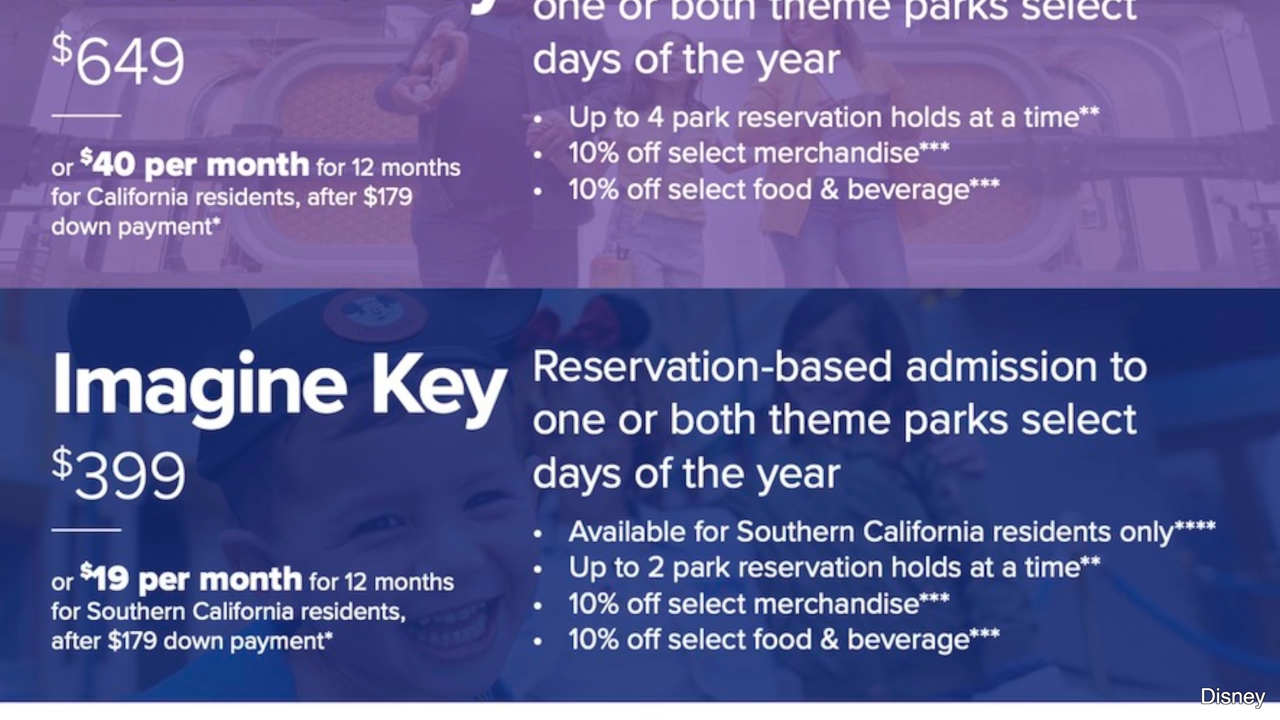 one or both theme parks select
days of the year
$649
• Up to 4 park reservation holds at a time**
• 10% off select merchandise***
• 10% off select food & beverage***
or $40 per month for 12 months
for California residents, after $179
down payment*
Imagine Key
$399
or $19 per month for 12 months
for Southern California residents,
after $179 down payment*
Reservation-based admission to
one or both theme parks select
days of the year
• Available for Southern California residents only****
• Up to 2 park reservation holds at a time**
• 10% off select merchandise***
• 10% off select food & beverage***
Disney